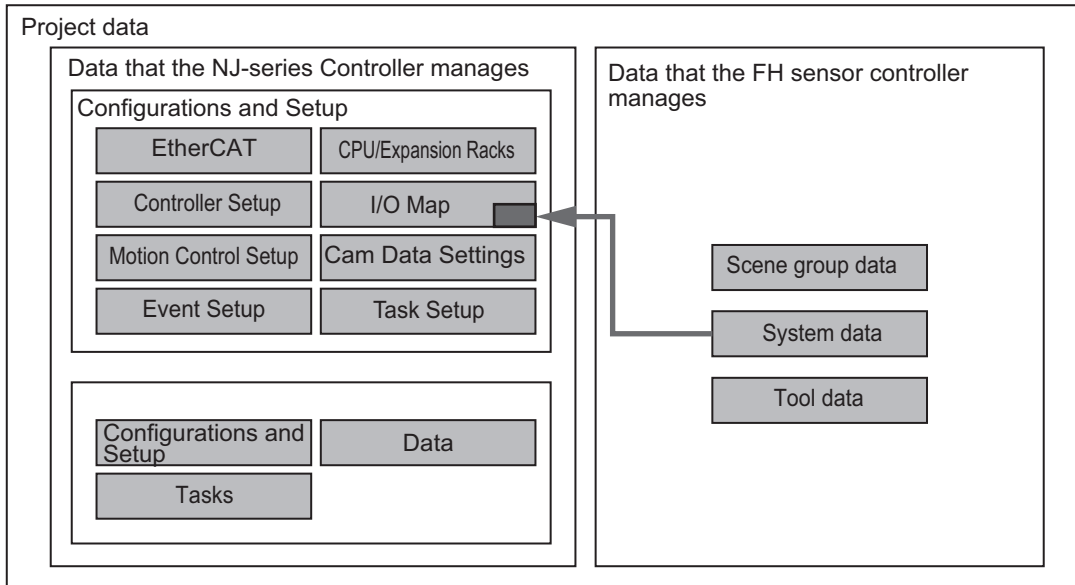 Project data
Data that the NJ-series Controller manages
Configurations and Setup
EtherCAT
CPU/Expansion Racks
Controller Setup
I/O Map
Motion Control Setup
Cam Data Settings
Event Setup
Task Setup
Configurations and
Setup
Data
Tasks
Data that the FH sensor controller
manages
Scene group data
System data
Tool data